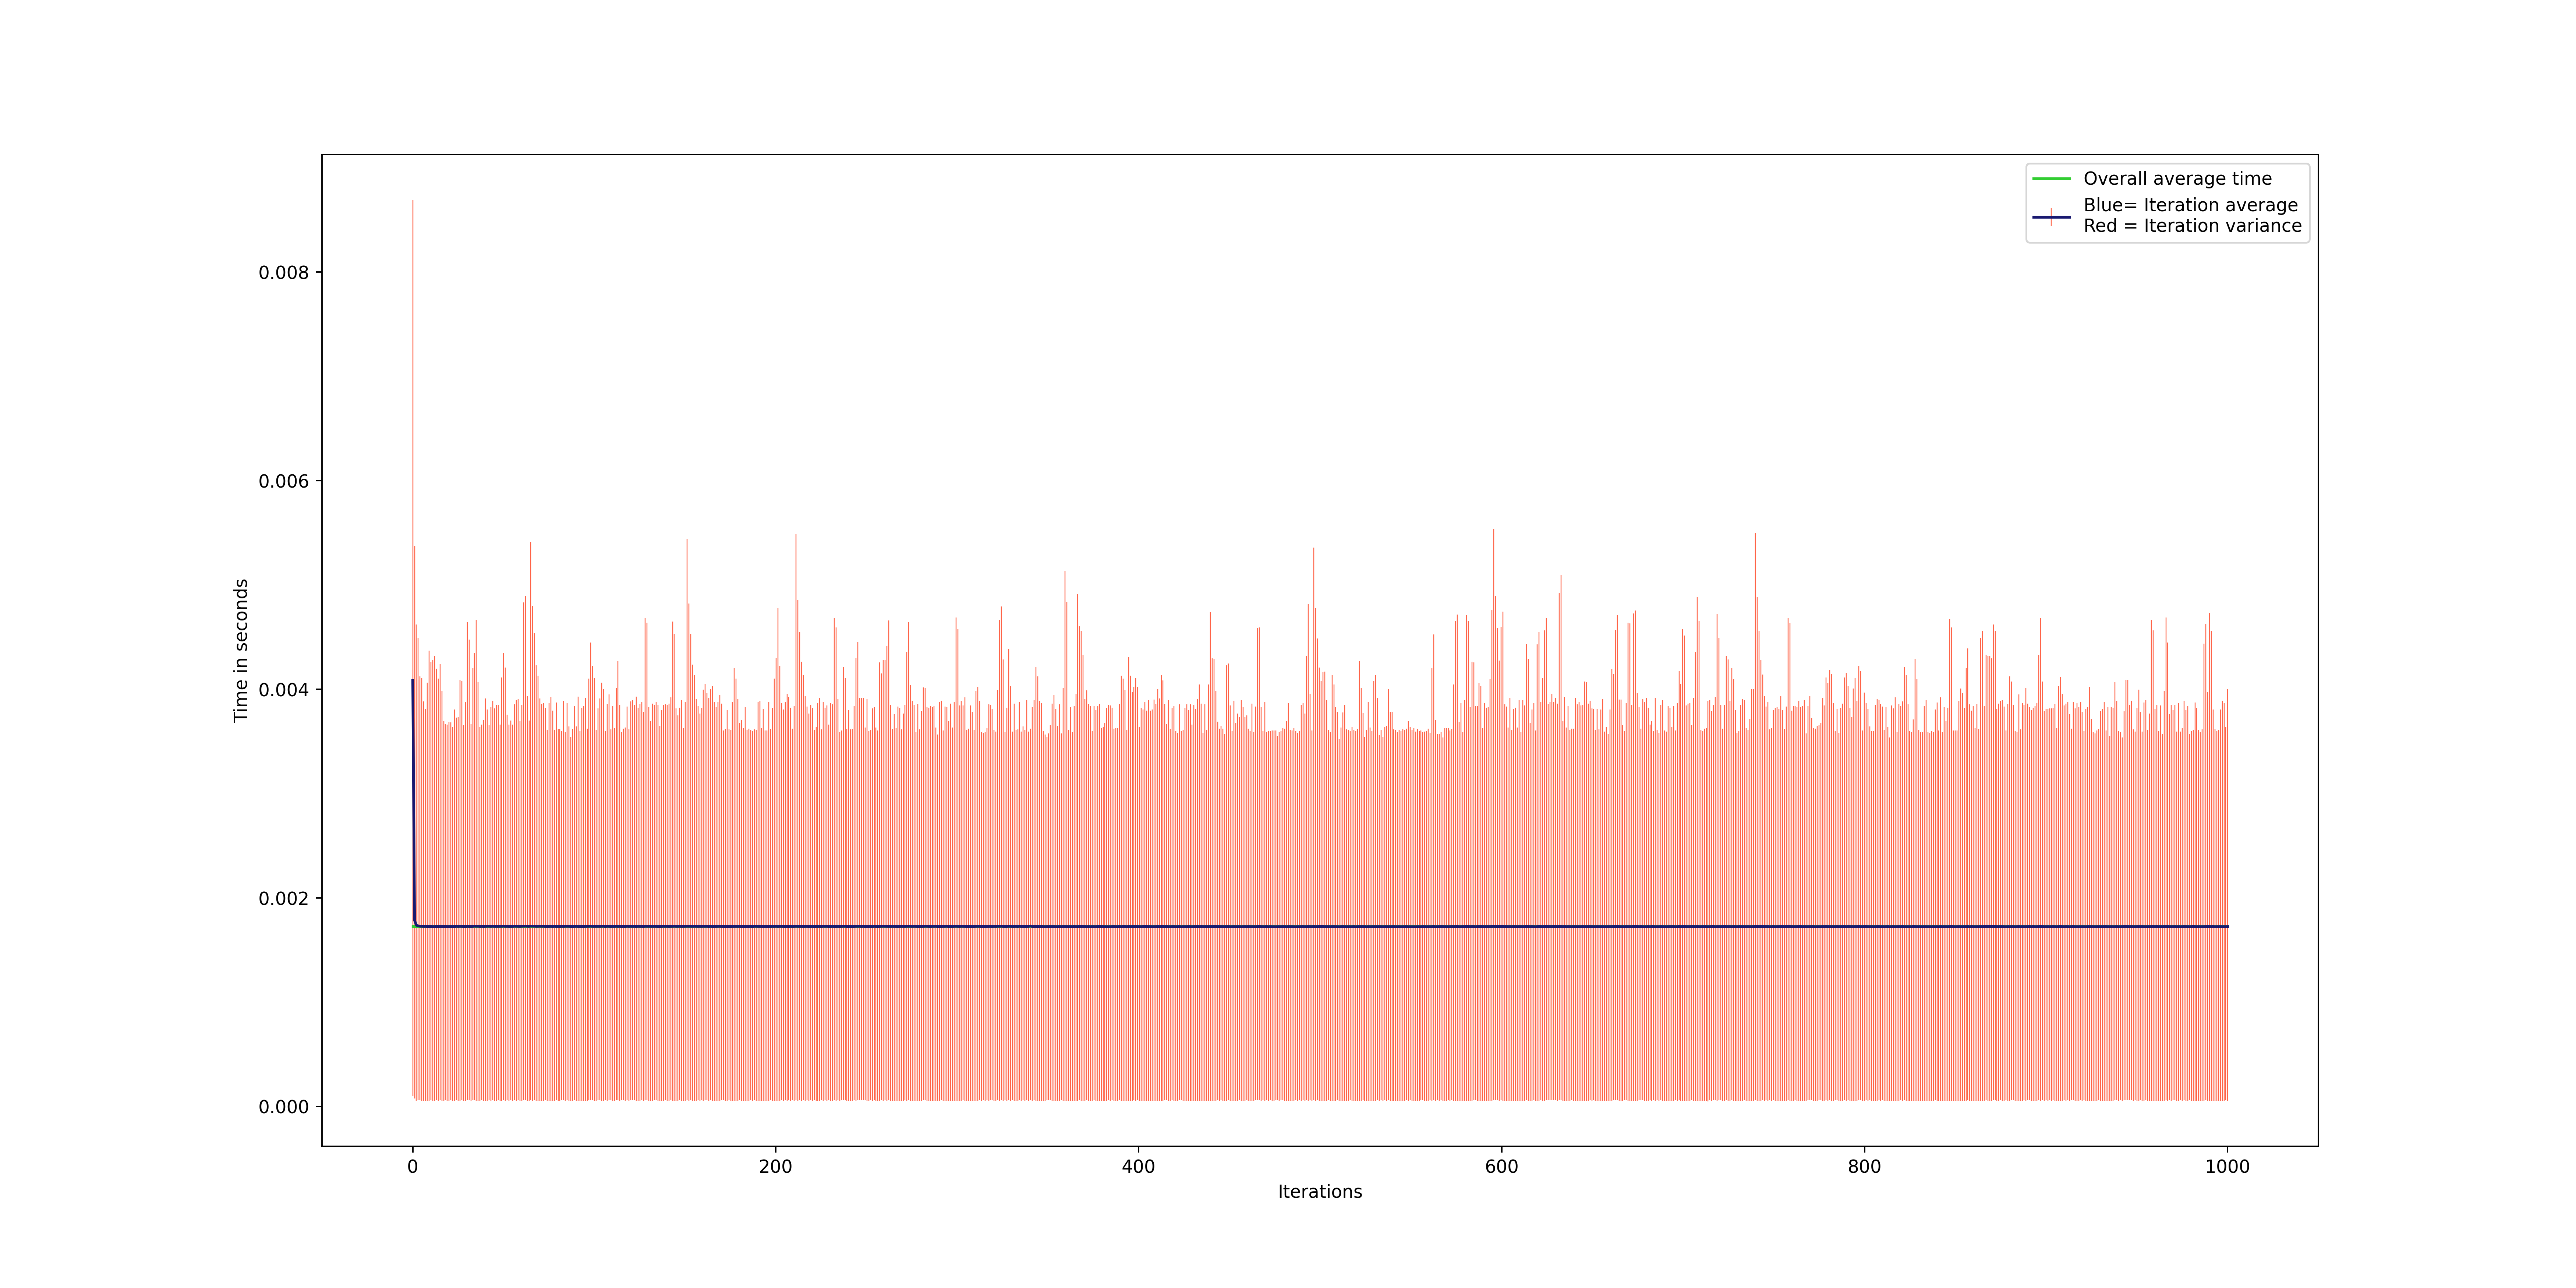 Overall average time
Blue= Iteration average
Red = Iteration variance
0.008
0.006
0.004
0.002
0.000
Time in seconds
0 200 400 600 800 1000
Iterations